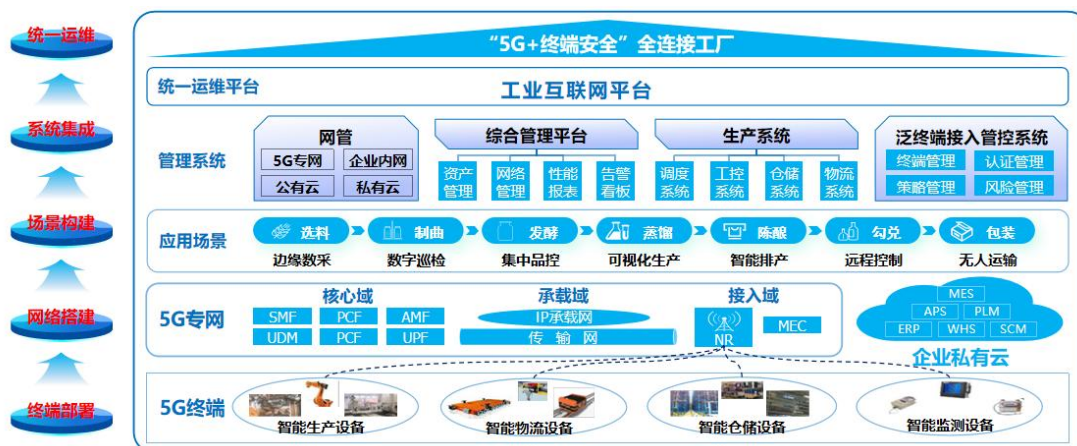 统一运维
系统集成
场景构建
网络搭建
终端部署
“5G+终端安全”全连接工厂
统一运维平台
工业互联网平台
管理系统
网管
5G专网 企业内网
公有云 私有云
综合管理平台
资产管理 网络管理 性能报表 告警看板
生产系统
调度系统 工控系统 仓储系统 物流系统
泛终端接入管控系统
终端管理 认证管理
策略管理 风险管理
应用场景
选料 制曲 发酵 蒸馏 陈酿 勾兑 包装
边缘数采 数字巡检 集中品控 可视化生产 智能排产 远程控制 无人运输
5G专网
核心域
SMF PCF AMF
UDM PCF UPF
承载域
IP承载网
传输网
接入域
NR
MEC
MES
APS PLM
ERP WHS SCM
企业私有云
5G终端
智能生产设备 智能物流设备 智能仓储设备 智能监测设备